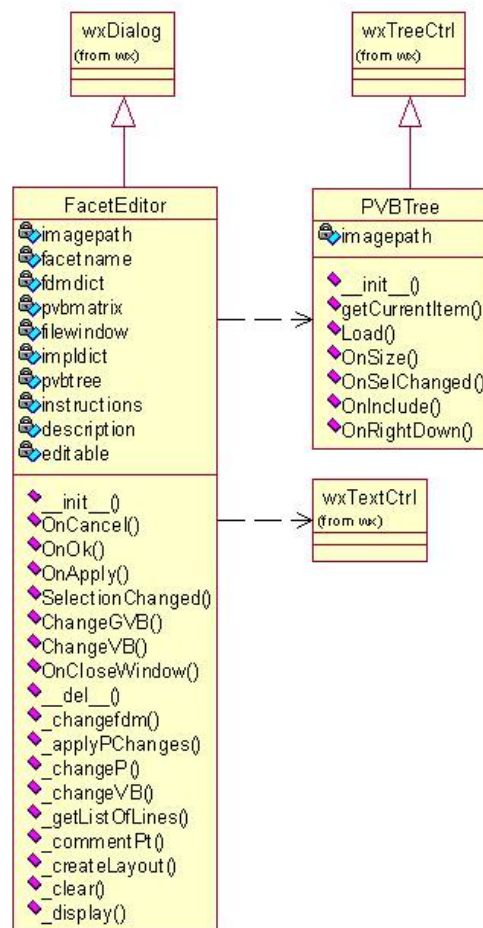 wxDialog
(from wx)
wxTreeCtrl
(from wx)
FacetEditor
imagepath
facetname
fdmdict
pvbmatrix
filewindow
impldict
pvbtree
instructions
description
editable
__init__()
OnCancel()
OnOk()
OnApply()
SelectionChanged()
ChangeGVB()
ChangeVB()
OnCloseWindow()
__del__()
_changefdm()
_applyPChanges()
_changeP()
_changeVB()
_getListOfLines()
_commentPt()
_createLayout()
_clear()
_display()
PVBTree
imagepath
__init__()
getCurrentItem()
Load()
OnSize()
OnSelChanged()
OnInclude()
OnRightDown()
wxTextCtrl
(from wx)